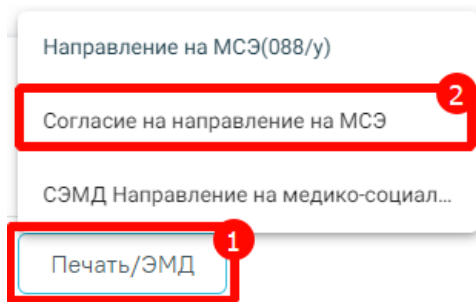 Направление на МСЭ(088/у)
2
Согласие на направление на МСЭ
СЭМД Направление на медико-социал...
1
Печать/ЭМД